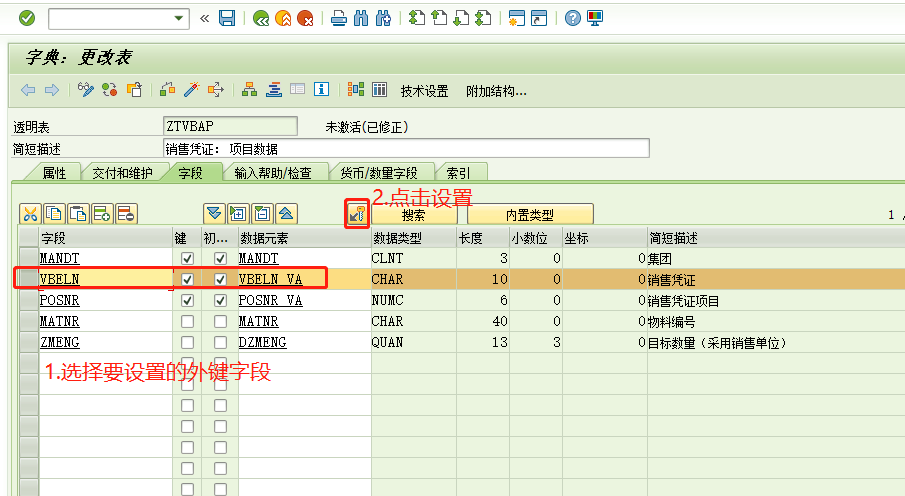 字典: 更改表
技术设置 附加结构...
透明表 ZTVBAP 未激活(已修正)
简短描述 销售凭证: 项目数据
属性 交付和维护 字段 输入帮助/检查 货币/数量字段 索引
2.点击设置
搜索 内置类型 1 /
字段 键 初... 数据元素 数据类型 长度 小数位 坐标 简短描述
MANDT MANDT CLNT 3 0 0 集团
VBELN VBELN_VA CHAR 10 0 0 销售凭证
POSNR POSNR_VA NUMC 6 0 0 销售凭证项目
MATNR MATNR CHAR 40 0 0 物料编号
ZMENG DZMENG QUAN 13 3 0 目标数量（采用销售单位）
1.选择要设置的外键字段